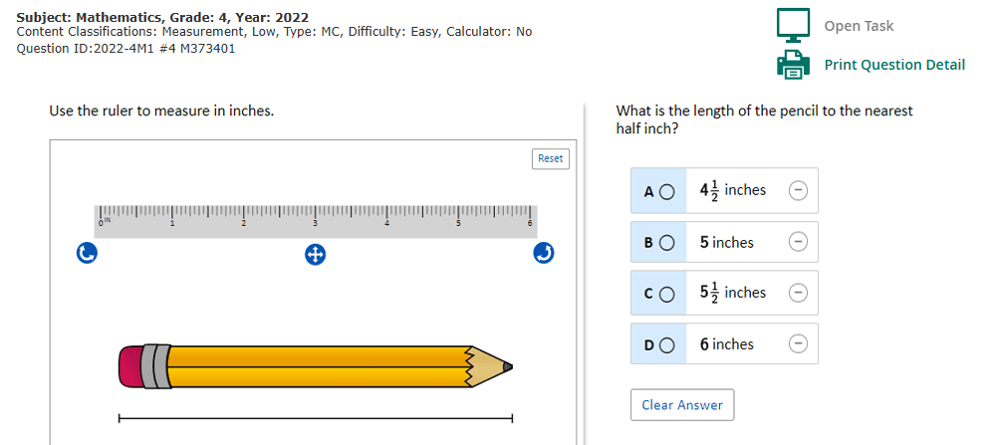 Subject: Mathematics, Grade: 4, Year: 2022
Content Classifications: Measurement, Low, Type: MC, Difficulty: Easy, Calculator: No
Question ID:2022-4M1 #4 M373401
Open Task
Print Question Detail
Use the ruler to measure in inches.
Reset
0 IN 1 2 3 4 5 6
What is the length of the pencil to the nearest
half inch?
A 4 1/2 inches
B 5 inches
C 5 1/2 inches
D 6 inches
Clear Answer